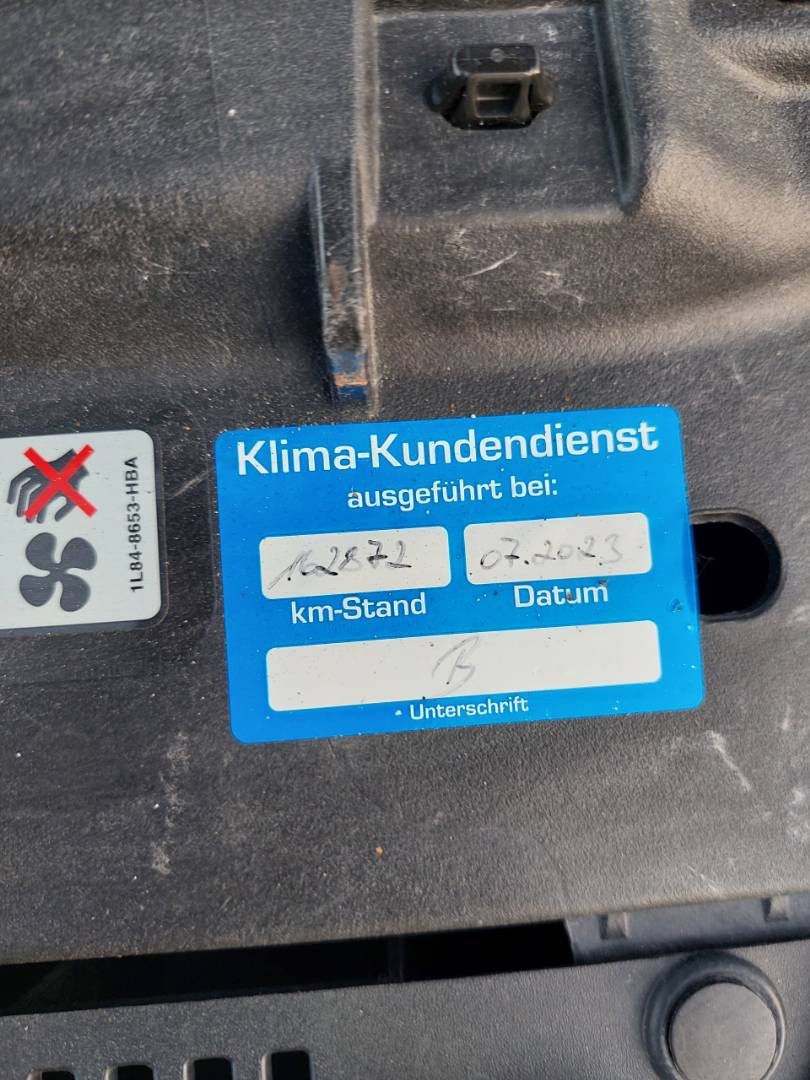 Klima-Kundendienst
ausgeführt bei:
162872
07.2023
km-Stand
Datum
B
Unterschrift
1L84-8653-HBA